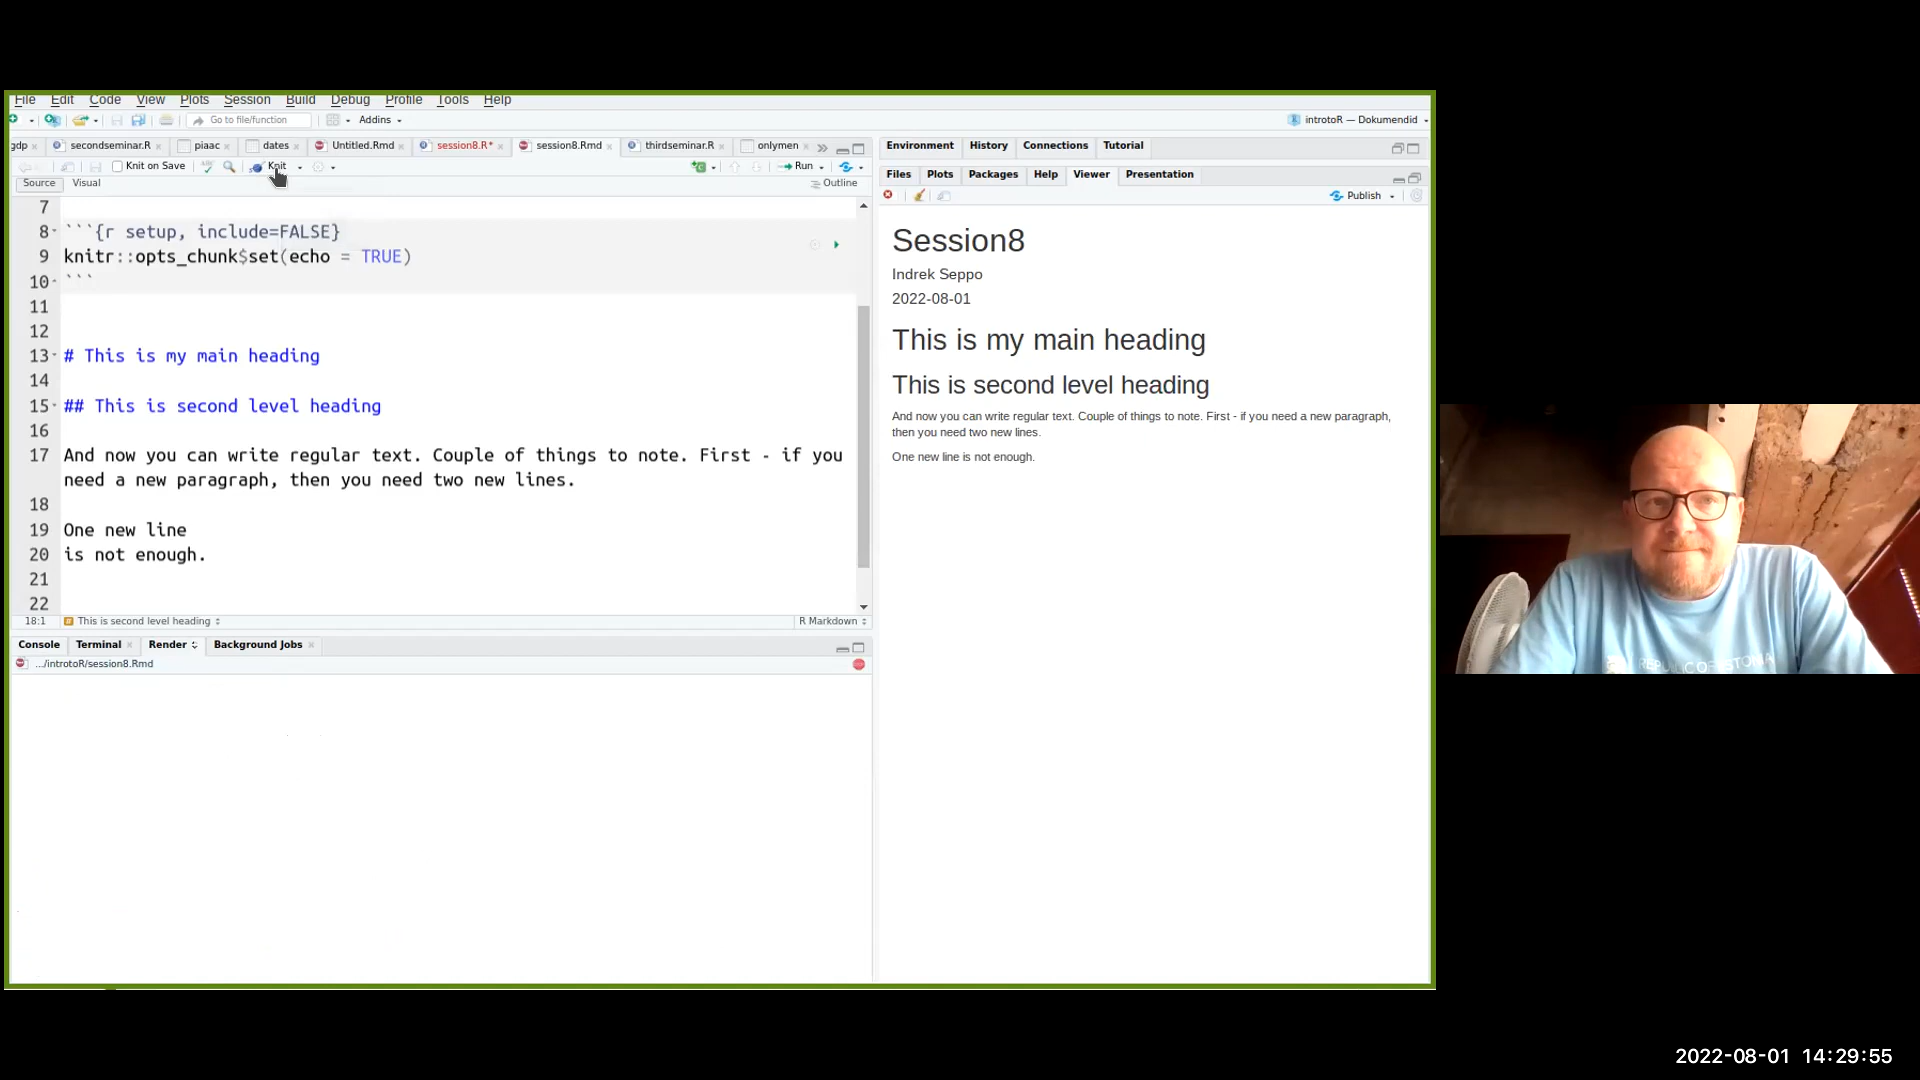 File Edit Code View Plots Session Build Debug Profile Tools Help
Go to file/function Addins introtoR — Dokumendid
gdp secondseminar.R piaac dates Untitled.Rmd session8.R* session8.Rmd thirdseminar.R onlymen
Knit on Save Knit Run
Source Visual Outline
7
8 ```{r setup, include=FALSE}
9 knitr::opts_chunk$set(echo = TRUE)
10 ```
11
12
13 # This is my main heading
14
15 ## This is second level heading
16
17 And now you can write regular text. Couple of things to note. First - if you
need a new paragraph, then you need two new lines.
18
19 One new line
20 is not enough.
21
22
18:1 This is second level heading R Markdown
Console Terminal Render Background Jobs
.../introtoR/session8.Rmd
Environment History Connections Tutorial
Files Plots Packages Help Viewer Presentation
Publish
Session8
Indrek Seppo
2022-08-01
This is my main heading
This is second level heading
And now you can write regular text. Couple of things to note. First - if you need a new paragraph,
then you need two new lines.
One new line is not enough.
REPUBLIC OF ESTONIA
2022-08-01 14:29:55